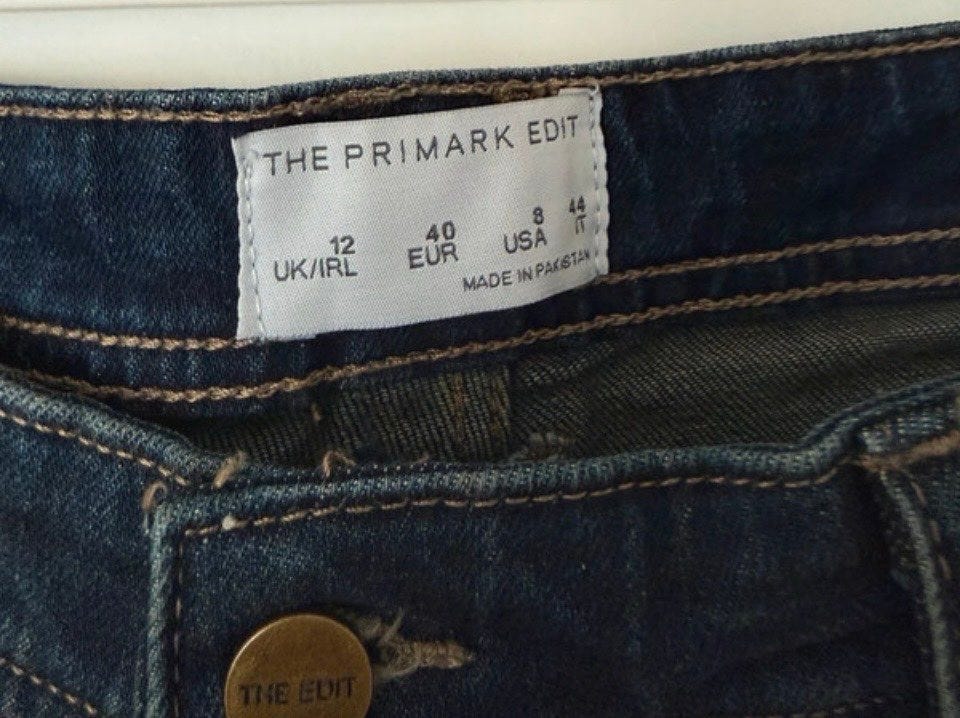 THE PRIMARK EDIT
12 40 8 44
UK/IRL EUR USA IT
MADE IN PAKISTAN
THE EDIT